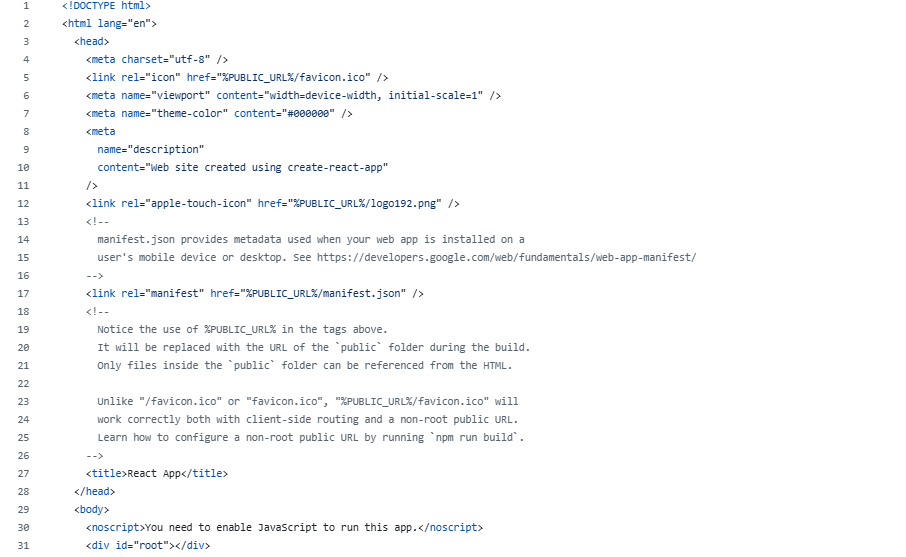 1 <!DOCTYPE html>
2 <html lang="en">
3 <head>
4 <meta charset="utf-8" />
5 <link rel="icon" href="%PUBLIC_URL%/favicon.ico" />
6 <meta name="viewport" content="width=device-width, initial-scale=1" />
7 <meta name="theme-color" content="#000000" />
8 <meta
9 name="description"
10 content="Web site created using create-react-app"
11 />
12 <link rel="apple-touch-icon" href="%PUBLIC_URL%/logo192.png" />
13 <!--
14 manifest.json provides metadata used when your web app is installed on a
15 user's mobile device or desktop. See https://developers.google.com/web/fundamentals/web-app-manifest/
16 -->
17 <link rel="manifest" href="%PUBLIC_URL%/manifest.json" />
18 <!--
19 Notice the use of %PUBLIC_URL% in the tags above.
20 It will be replaced with the URL of the `public` folder during the build.
21 Only files inside the `public` folder can be referenced from the HTML.
22
23 Unlike "/favicon.ico" or "favicon.ico", "%PUBLIC_URL%/favicon.ico" will
24 work correctly both with client-side routing and a non-root public URL.
25 Learn how to configure a non-root public URL by running `npm run build`.
26 -->
27 <title>React App</title>
28 </head>
29 <body>
30 <noscript>You need to enable JavaScript to run this app.</noscript>
31 <div id="root"></div>